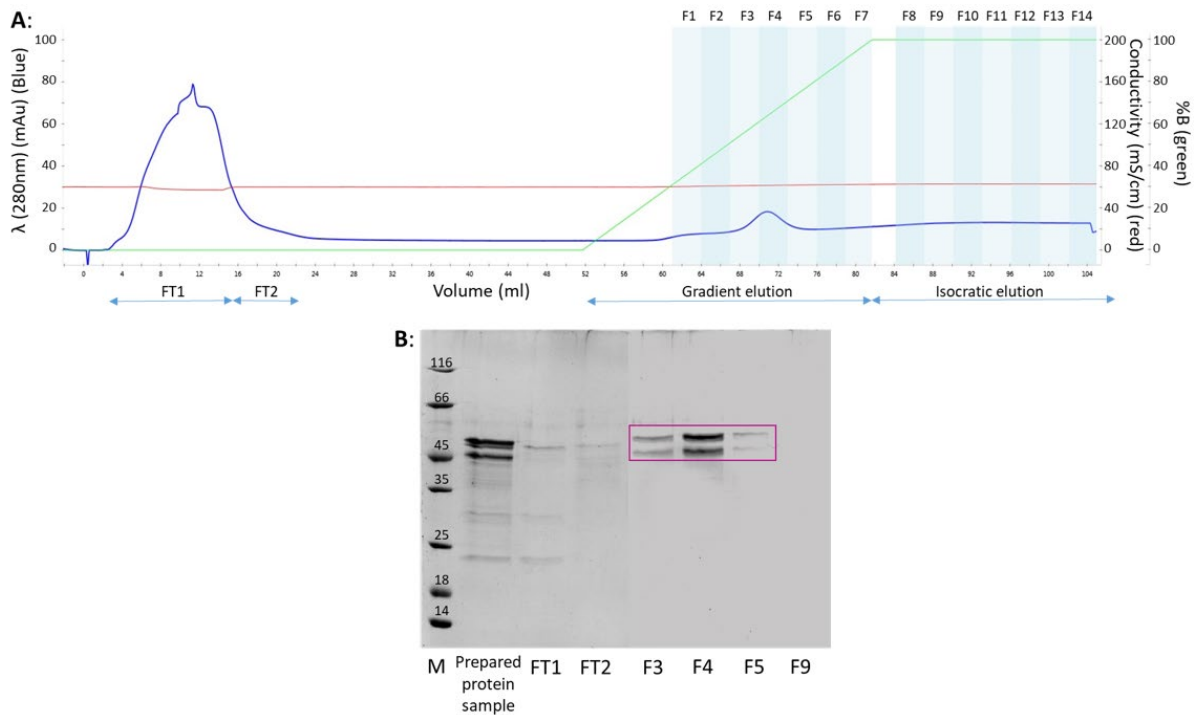 A:
F1 F2 F3 F4 F5 F6 F7 F8 F9 F10 F11 F12 F13 F14
λ (280nm) (mAu) (Blue)
100
80
60
40
20
0
200
160
120
80
40
0
Conductivity (mS/cm) (red)
100
80
60
40
20
0
%B (green)
0 4 8 12 16 20 24 28 32 36 40 44 48 52 56 60 64 68 72 76 80 84 88 92 96 100 104
FT1 FT2 Volume (ml) Gradient elution Isocratic elution
B:
116
66
45
35
25
18
14
M Prepared protein sample FT1 FT2 F3 F4 F5 F9